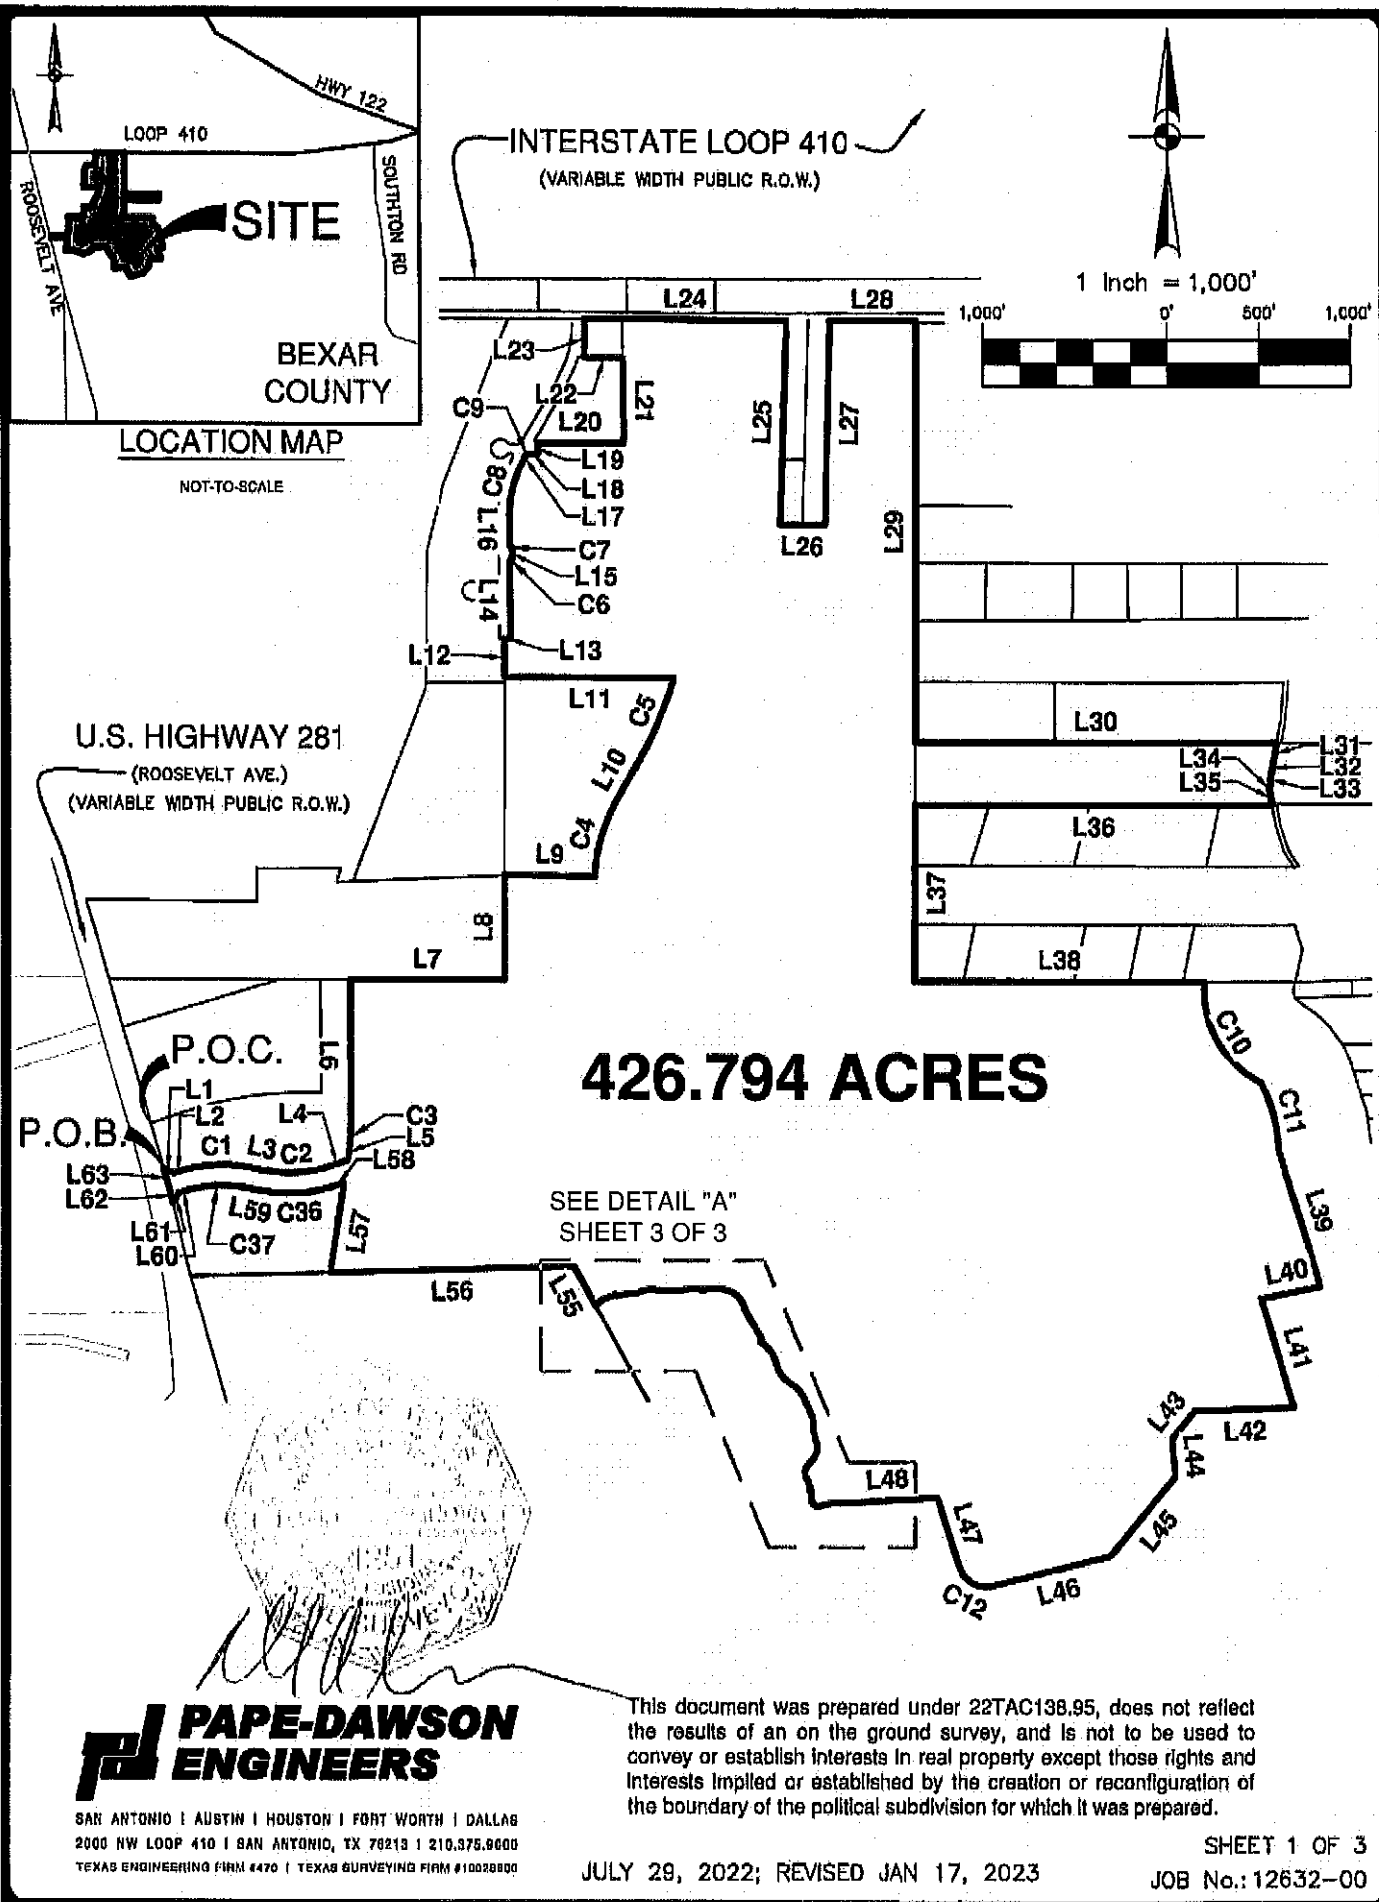 HWY 122
LOOP 410
ROOSEVELT AVE
SOUTHTON RD
SITE
BEXAR
COUNTY
LOCATION MAP
NOT-TO-SCALE
INTERSTATE LOOP 410
(VARIABLE WIDTH PUBLIC R.O.W.)
1 Inch = 1,000'
1,000' 0' 500' 1,000'
L24 L28
L23
L22
L21
C9
L20
L25
L27
L19
L18
L17
C8
L16
L26
L29
C7
L15
C6
L14
L13
L12
L11
C5
L10
C4
L9
L8
L7
U.S. HIGHWAY 281
(ROOSEVELT AVE.)
(VARIABLE WIDTH PUBLIC R.O.W.)
L30
L31
L34
L32
L35
L33
L36
L37
L38
C10
C11
426.794 ACRES
P.O.C.
L6
L1
L2
L4
C3
P.O.B.
C1 L3 C2
L5
L58
L63
L62
L59 C36
L57
L61
L60
C37
L39
L40
L41
SEE DETAIL "A"
SHEET 3 OF 3
L56
L55
L43
L42
L44
L48
L45
L47
C12
L46
PAPE-DAWSON
ENGINEERS
SAN ANTONIO | AUSTIN | HOUSTON | FORT WORTH | DALLAS
2000 NW LOOP 410 | SAN ANTONIO, TX 78213 | 210.375.9000
TEXAS ENGINEERING FIRM #470 | TEXAS SURVEYING FIRM #10028800
This document was prepared under 22TAC138.95, does not reflect
the results of an on the ground survey, and is not to be used to
convey or establish interests in real property except those rights and
interests implied or established by the creation or reconfiguration of
the boundary of the political subdivision for which it was prepared.
JULY 29, 2022; REVISED JAN 17, 2023
SHEET 1 OF 3
JOB No.: 12632-00